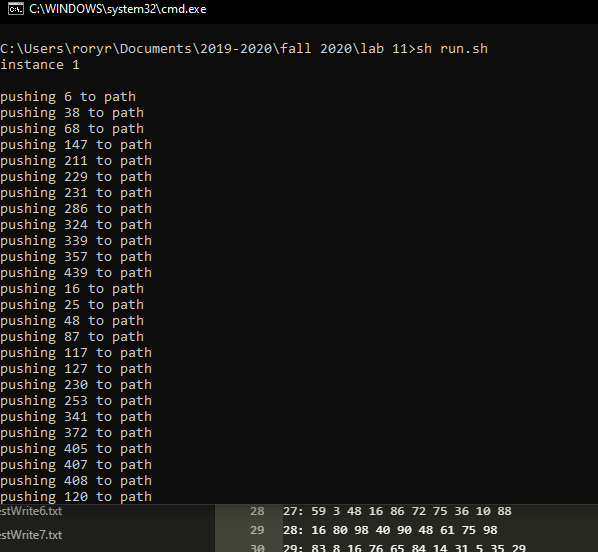 C:\WINDOWS\system32\cmd.exe
C:\Users\roryr\Documents\2019-2020\fall 2020\lab 11>sh run.sh
instance 1
pushing 6 to path
pushing 38 to path
pushing 68 to path
pushing 147 to path
pushing 211 to path
pushing 229 to path
pushing 231 to path
pushing 286 to path
pushing 324 to path
pushing 339 to path
pushing 357 to path
pushing 439 to path
pushing 16 to path
pushing 25 to path
pushing 48 to path
pushing 87 to path
pushing 117 to path
pushing 127 to path
pushing 230 to path
pushing 253 to path
pushing 341 to path
pushing 372 to path
pushing 405 to path
pushing 407 to path
pushing 408 to path
pushing 120 to path
estWrite6.txt 28 27: 59 3 48 16 86 72 75 36 10 88
29 28: 16 80 98 40 90 48 61 75 98
estWrite7.txt
30 29: 83 8 16 76 65 84 14 31 5 35 29